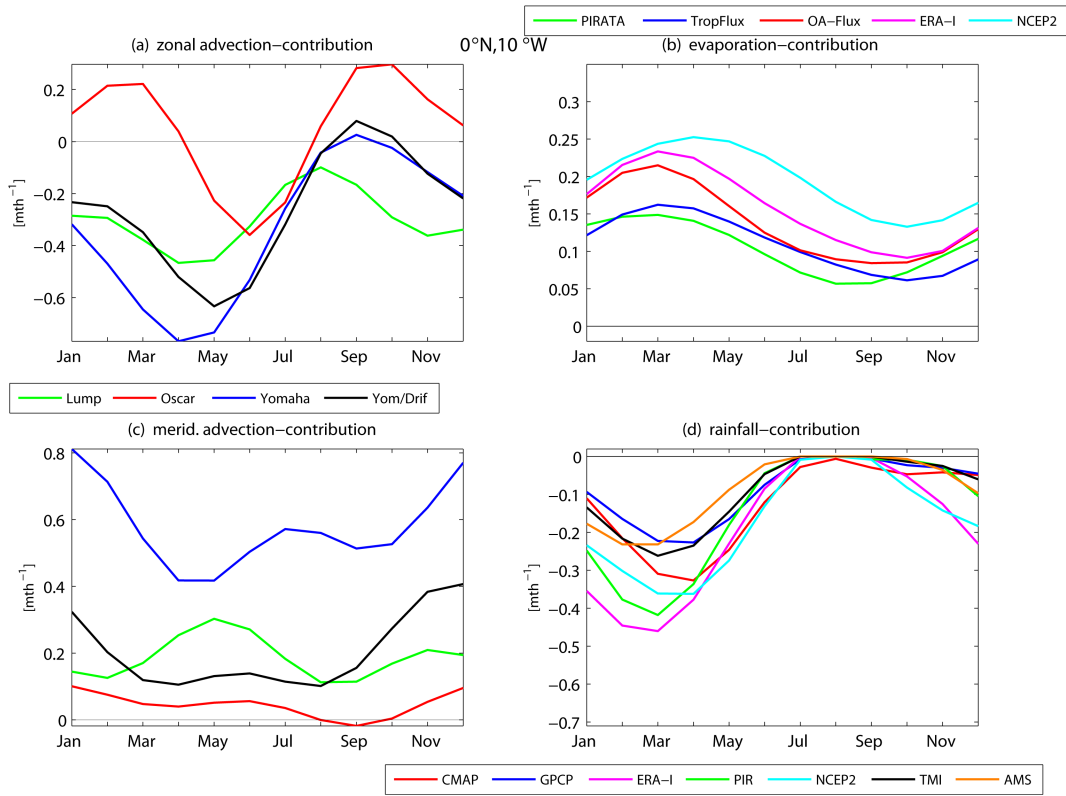 PIRATA TropFlux OA−Flux ERA−I NCEP2
(a) zonal advection−contribution
0°N,10 °W
(b) evaporation−contribution
[mth⁻¹]
0.2
0
−0.2
−0.4
−0.6
Jan Mar May Jul Sep Nov
[mth⁻¹]
0.3
0.25
0.2
0.15
0.1
0.05
0
Jan Mar May Jul Sep Nov
Lump Oscar Yomaha Yom/Drif
(c) merid. advection−contribution
(d) rainfall−contribution
[mth⁻¹]
0.8
0.6
0.4
0.2
0
Jan Mar May Jul Sep Nov
[mth⁻¹]
0
−0.1
−0.2
−0.3
−0.4
−0.5
−0.6
−0.7
Jan Mar May Jul Sep Nov
CMAP GPCP ERA−I PIR NCEP2 TMI AMS